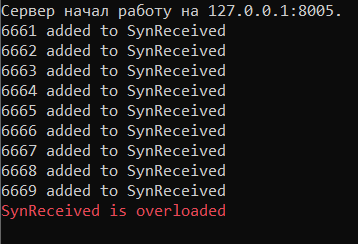 Сервер начал работу на 127.0.0.1:8005.
6661 added to SynReceived
6662 added to SynReceived
6663 added to SynReceived
6664 added to SynReceived
6665 added to SynReceived
6666 added to SynReceived
6667 added to SynReceived
6668 added to SynReceived
6669 added to SynReceived
SynReceived is overloaded